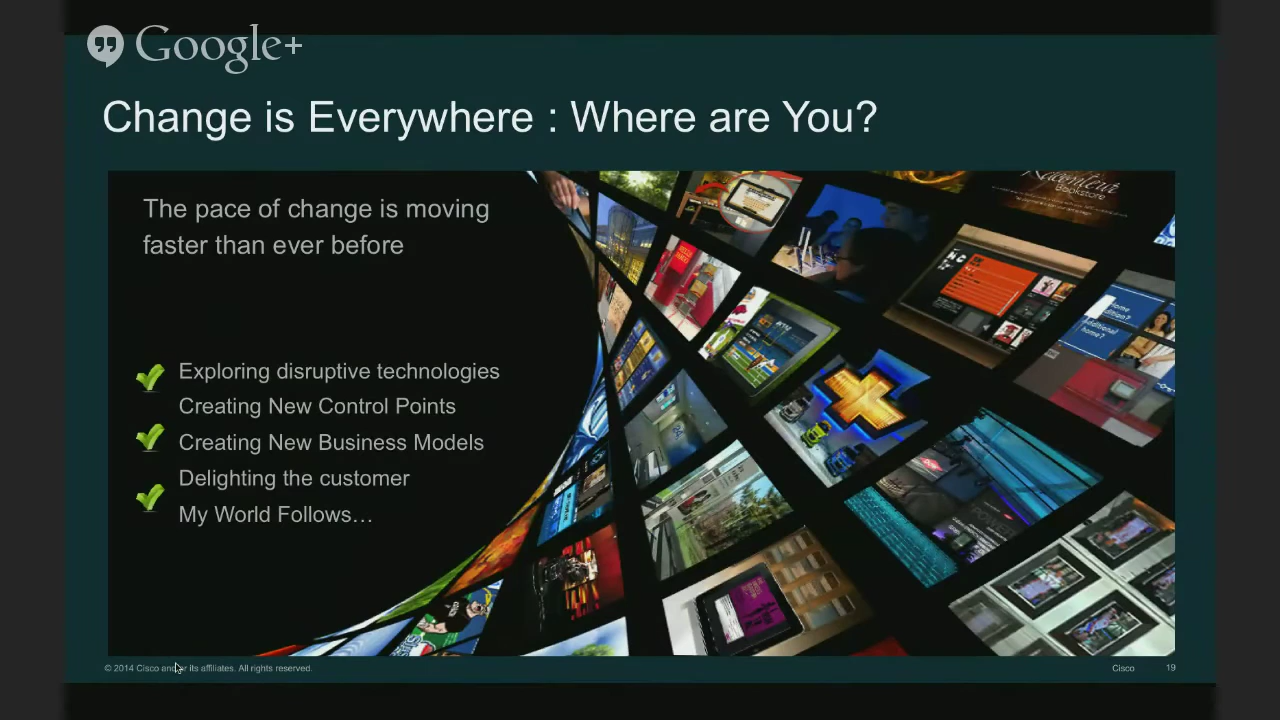 Google+
Change is Everywhere : Where are You?
The pace of change is moving
faster than ever before
Exploring disruptive technologies
Creating New Control Points
Creating New Business Models
Delighting the customer
My World Follows…
Bookstore
© 2014 Cisco and/or its affiliates. All rights reserved.
Cisco
19